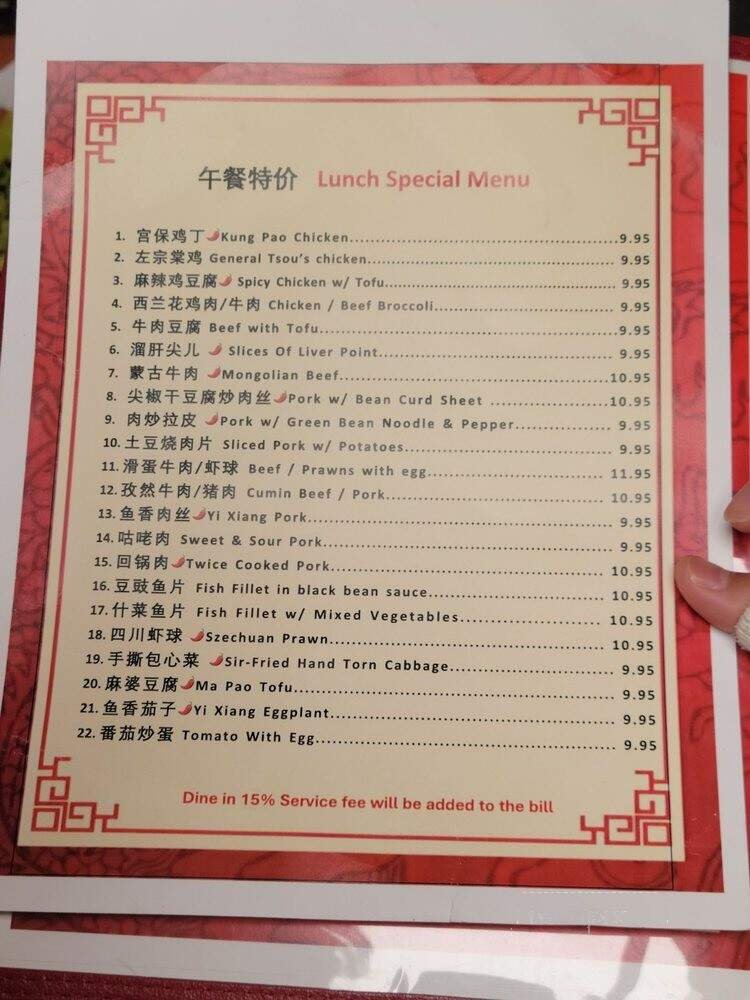 午餐特价 Lunch Special Menu
1. 宫保鸡丁 Kung Pao Chicken....................................................9.95
2. 左宗棠鸡 General Tsou's chicken................................................ 9.95
3. 麻辣鸡豆腐 Spicy Chicken w/ Tofu.............................................. 9.95
4. 西兰花鸡肉/牛肉 Chicken / Beef Broccoli................................... 9.95
5. 牛肉豆腐 Beef with Tofu..........................................................9.95
6. 溜肝尖儿 Slices Of Liver Point.............................................. 9.95
7. 蒙古牛肉 Mongolian Beef....................................................10.95
8. 尖椒干豆腐炒肉丝 Pork w/ Bean Curd Sheet ......................10.95
9. 肉炒拉皮 Pork w/ Green Bean Noodle & Pepper.................. 9.95
10. 土豆烧肉片 Sliced Pork w/ Potatoes....................................... 9.95
11. 滑蛋牛肉/虾球 Beef / Prawns with egg................................. 11.95
12. 孜然牛肉/猪肉 Cumin Beef / Pork......................................... 10.95
13. 鱼香肉丝 Yi Xiang Pork....................................................... 9.95
14. 咕咾肉 Sweet & Sour Pork..................................................... 9.95
15. 回锅肉 Twice Cooked Pork.................................................. 10.95
16. 豆豉鱼片 Fish Fillet in black bean sauce................................. 10.95
17. 什菜鱼片 Fish Fillet w/ Mixed Vegetables.......................... 10.95
18. 四川虾球 Szechuan Prawn.................................................... 10.95
19. 手撕包心菜 Sir-Fried Hand Torn Cabbage............................... 9.95
20. 麻婆豆腐 Ma Pao Tofu........................................................... 9.95
21. 鱼香茄子 Yi Xiang Eggplant.................................................... 9.95
22. 番茄炒蛋 Tomato With Egg........................................................ 9.95
Dine in 15% Service fee will be added to the bill